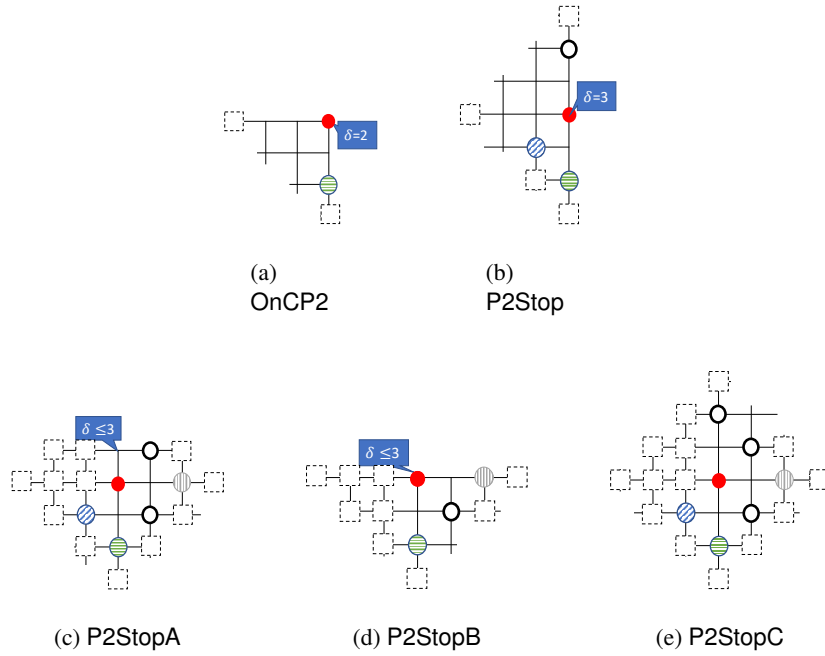 δ=2
δ=3
(a)
OnCP2
(b)
P2Stop
δ ≤3
δ ≤3
(c) P2StopA
(d) P2StopB
(e) P2StopC